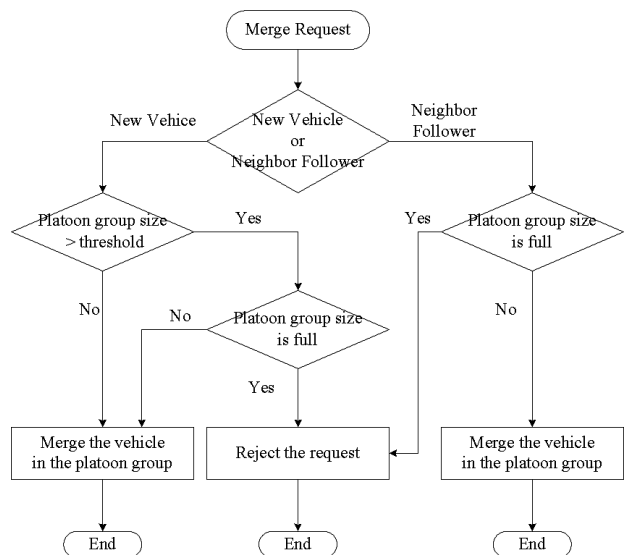 Merge Request
New Vehice
New Vehicle
or
Neighbor Follower
Neighbor
Follower
Platoon group size
> threshold
Yes
Yes
Platoon group size
is full
No
No
Platoon group size
is full
No
Yes
Merge the vehicle
in the platoon group
Reject the request
Merge the vehicle
in the platoon group
End
End
End